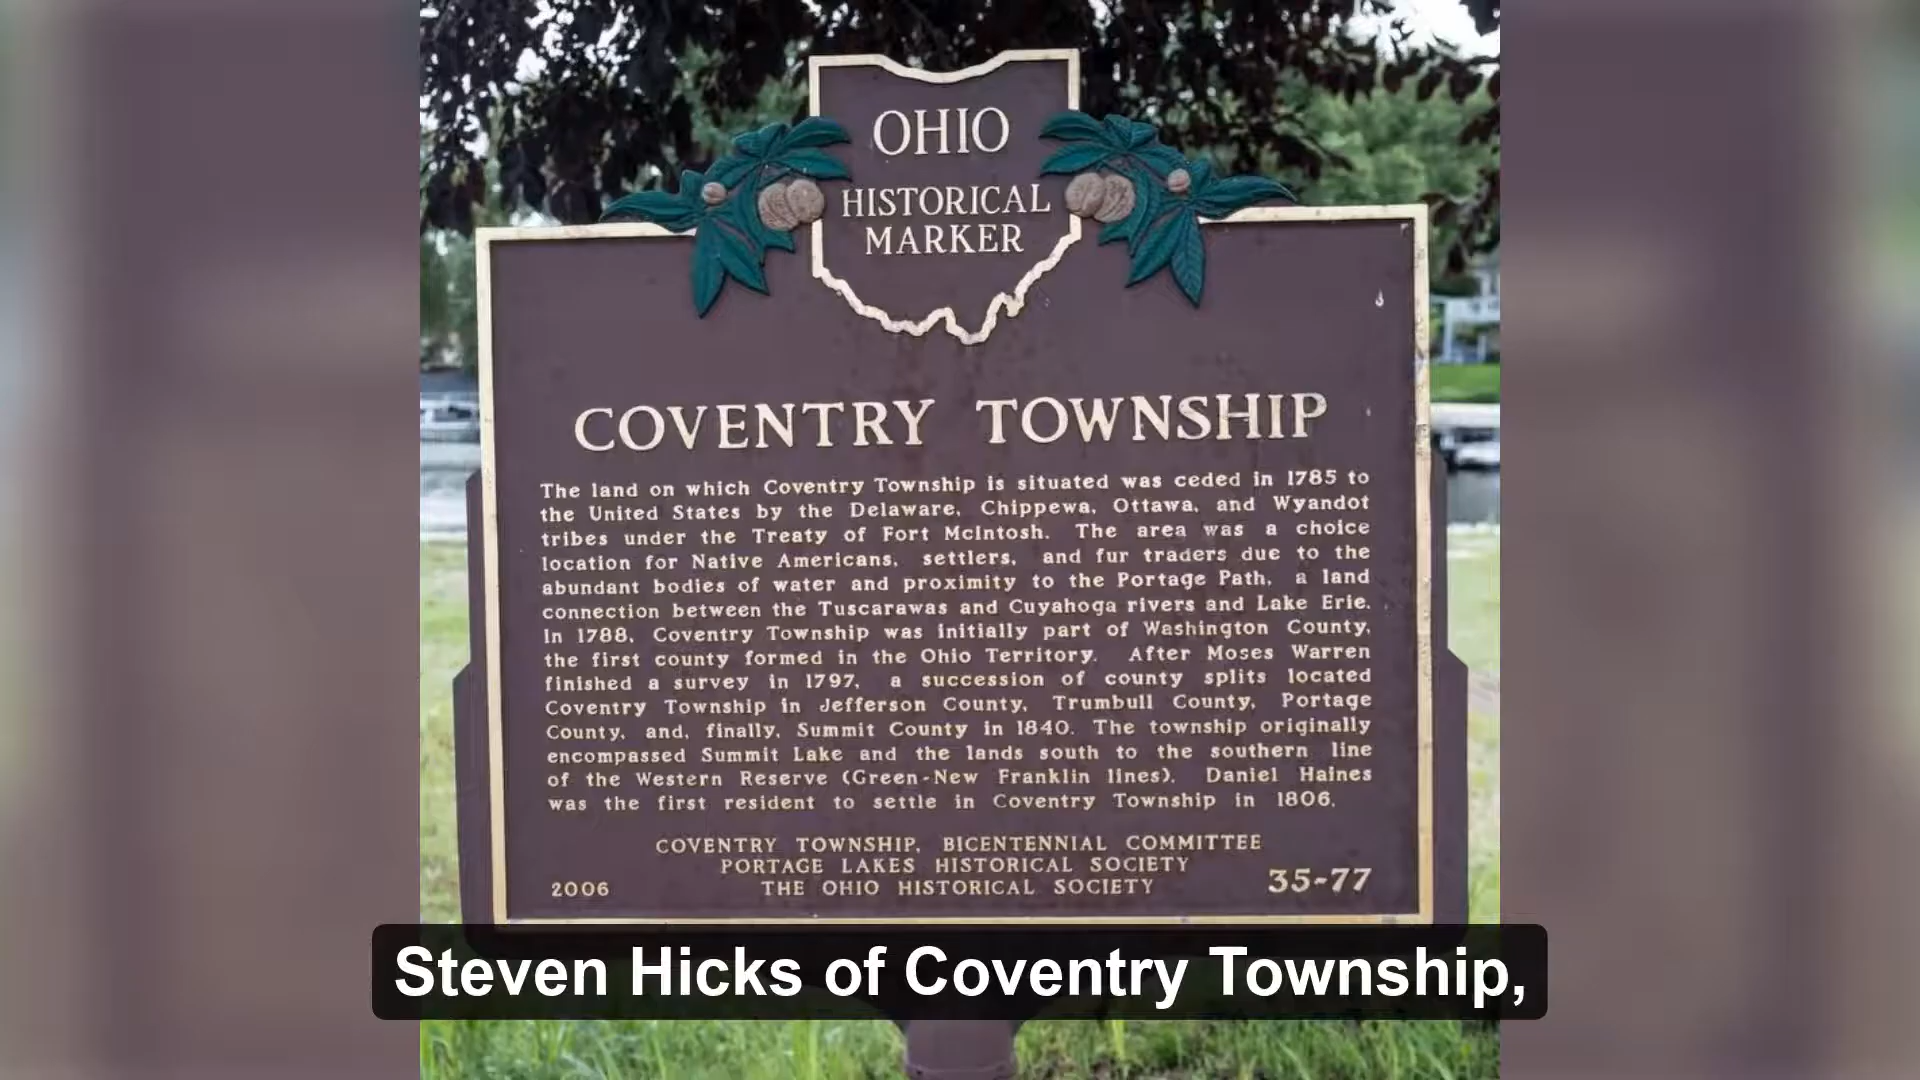 OHIO
HISTORICAL
MARKER
COVENTRY TOWNSHIP
The land on which Coventry Township is situated was ceded in 1785 to
the United States by the Delaware, Chippewa, Ottawa, and Wyandot
tribes under the Treaty of Fort McIntosh. The area was a choice
location for Native Americans, settlers, and fur traders due to the
abundant bodies of water and proximity to the Portage Path, a land
connection between the Tuscarawas and Cuyahoga rivers and Lake Erie.
In 1788, Coventry Township was initially part of Washington County,
the first county formed in the Ohio Territory. After Moses Warren
finished a survey in 1797, a succession of county splits located
Coventry Township in Jefferson County, Trumbull County, Portage
County, and, finally, Summit County in 1840. The township originally
encompassed Summit Lake and the lands south to the southern line
of the Western Reserve (Green-New Franklin lines). Daniel Haines
was the first resident to settle in Coventry Township in 1806.
COVENTRY TOWNSHIP, BICENTENNIAL COMMITTEE
PORTAGE LAKES HISTORICAL SOCIETY
2006 THE OHIO HISTORICAL SOCIETY 35-77
Steven Hicks of Coventry Township,